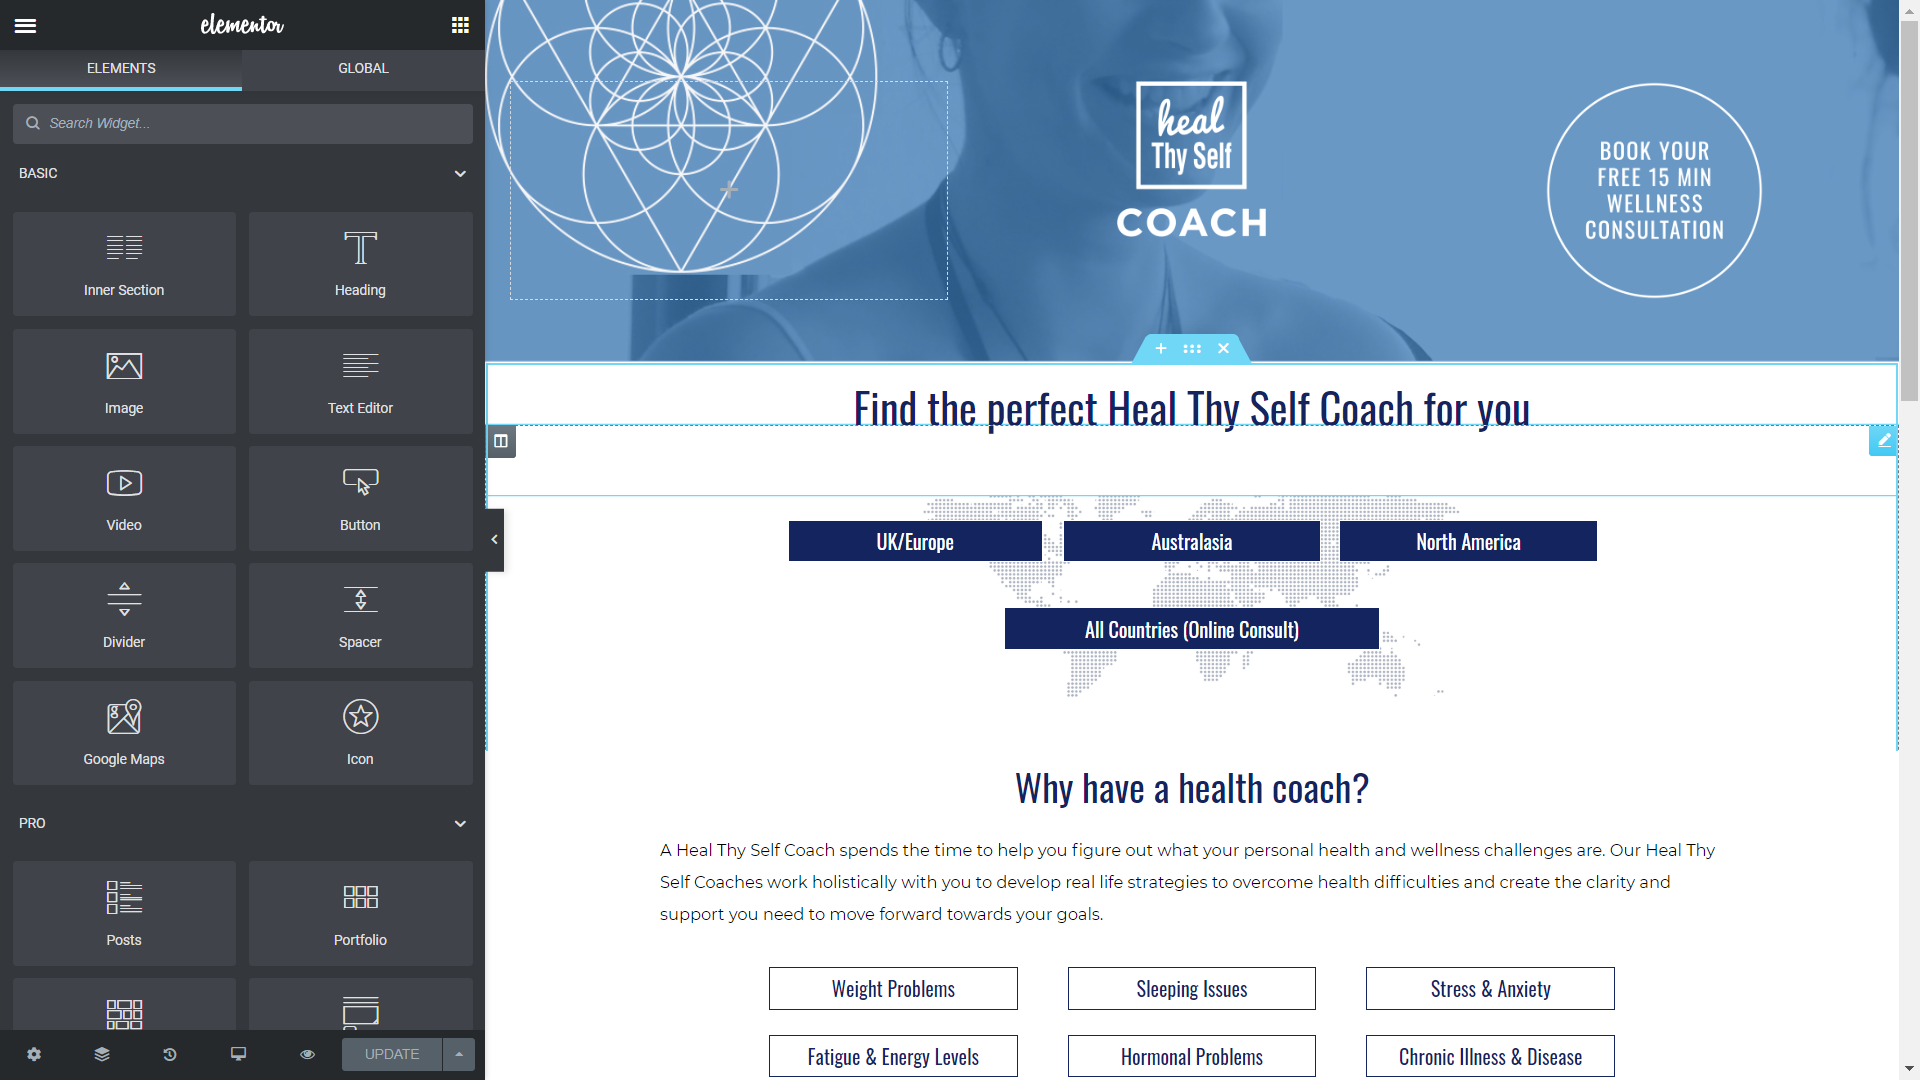 elementor
ELEMENTS
GLOBAL
Search Widget...
BASIC
Inner Section
Heading
Image
Text Editor
Video
Button
Divider
Spacer
Google Maps
Icon
PRO
Posts
Portfolio
UPDATE
heal
Thy Self
COACH
BOOK YOUR
FREE 15 MIN
WELLNESS
CONSULTATION
Find the perfect Heal Thy Self Coach for you
UK/Europe
Australasia
North America
All Countries (Online Consult)
Why have a health coach?
A Heal Thy Self Coach spends the time to help you figure out what your personal health and wellness challenges are. Our Heal Thy
Self Coaches work holistically with you to develop real life strategies to overcome health difficulties and create the clarity and
support you need to move forward towards your goals.
Weight Problems
Sleeping Issues
Stress & Anxiety
Fatigue & Energy Levels
Hormonal Problems
Chronic Illness & Disease